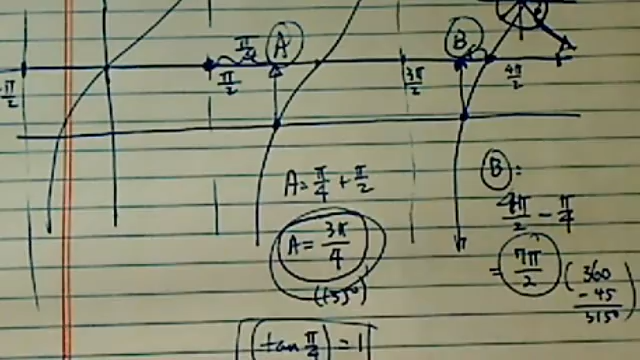 π/4 A B
-π/2 π/2 3π/2 4π/2
A = π/4 + π/2
A = 3π/4
(135°)
(tan π/4) = 1
B:
4π/2 - π/4
= 7π/2 (360
- 45
315°)